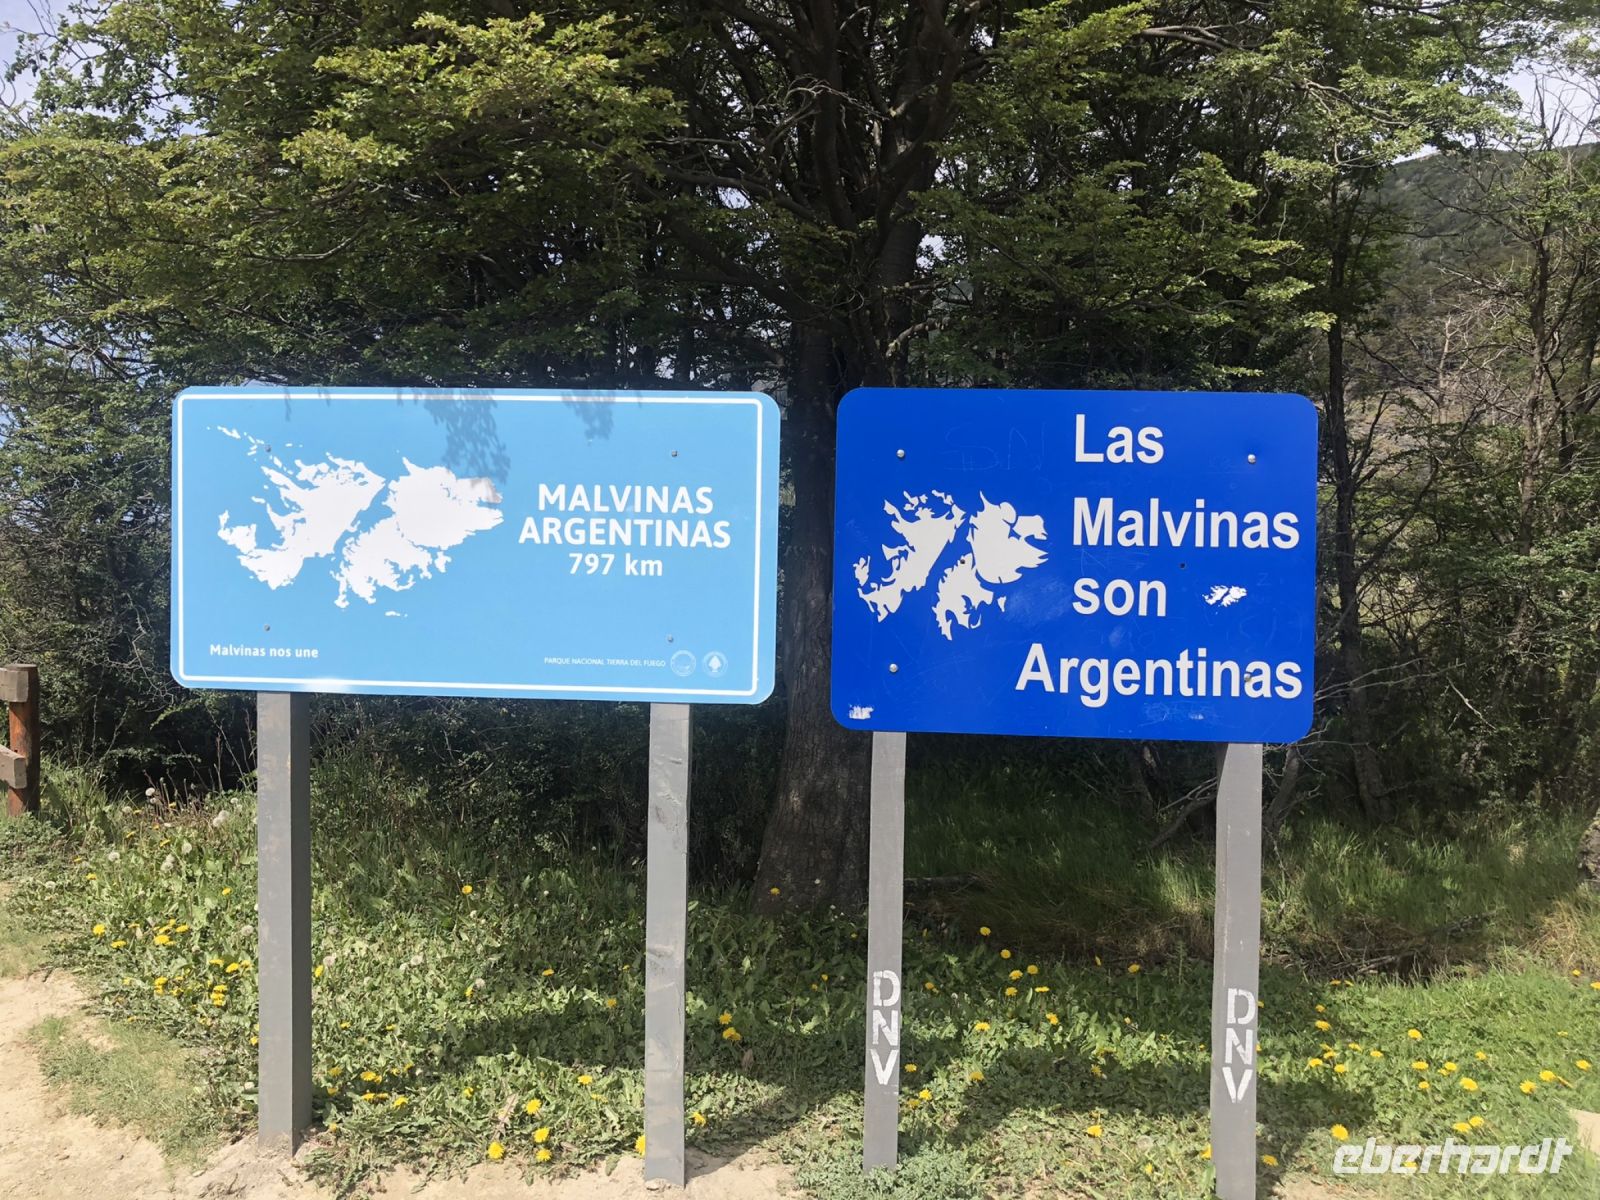 MALVINAS
ARGENTINAS
797 km
Malvinas nos une
PARQUE NACIONAL TIERRA DEL FUEGO
Las
Malvinas
son
Argentinas
DNV
DNV
eberhardt